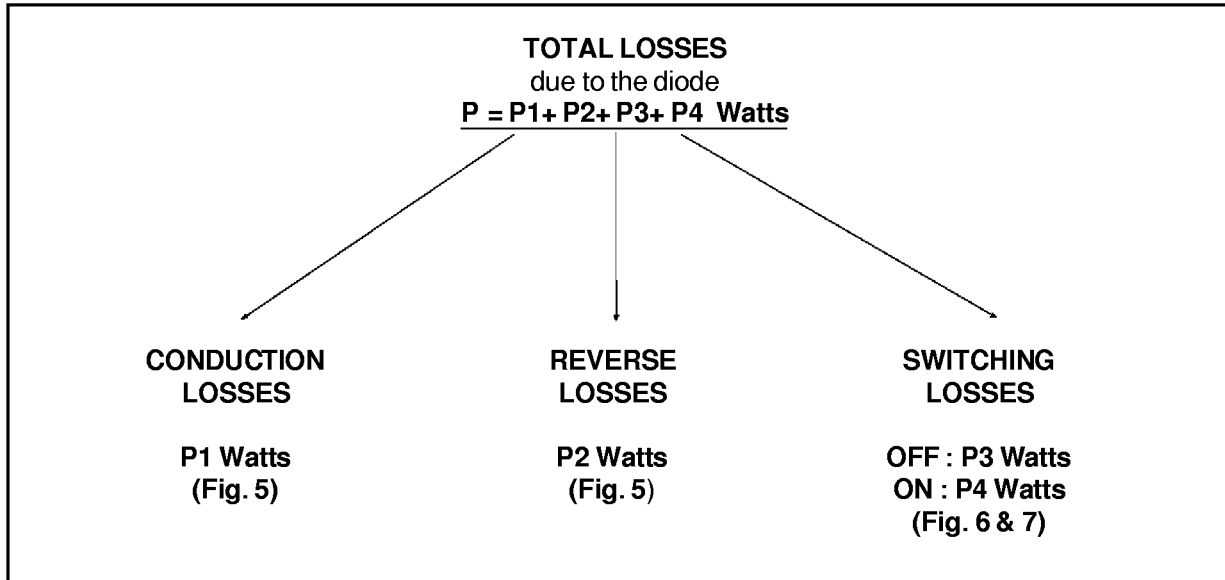 TOTAL LOSSES
due to the diode
P = P1+ P2+ P3+ P4 Watts
CONDUCTION
LOSSES
P1 Watts
(Fig. 5)
REVERSE
LOSSES
P2 Watts
(Fig. 5)
SWITCHING
LOSSES
OFF : P3 Watts
ON : P4 Watts
(Fig. 6 & 7)